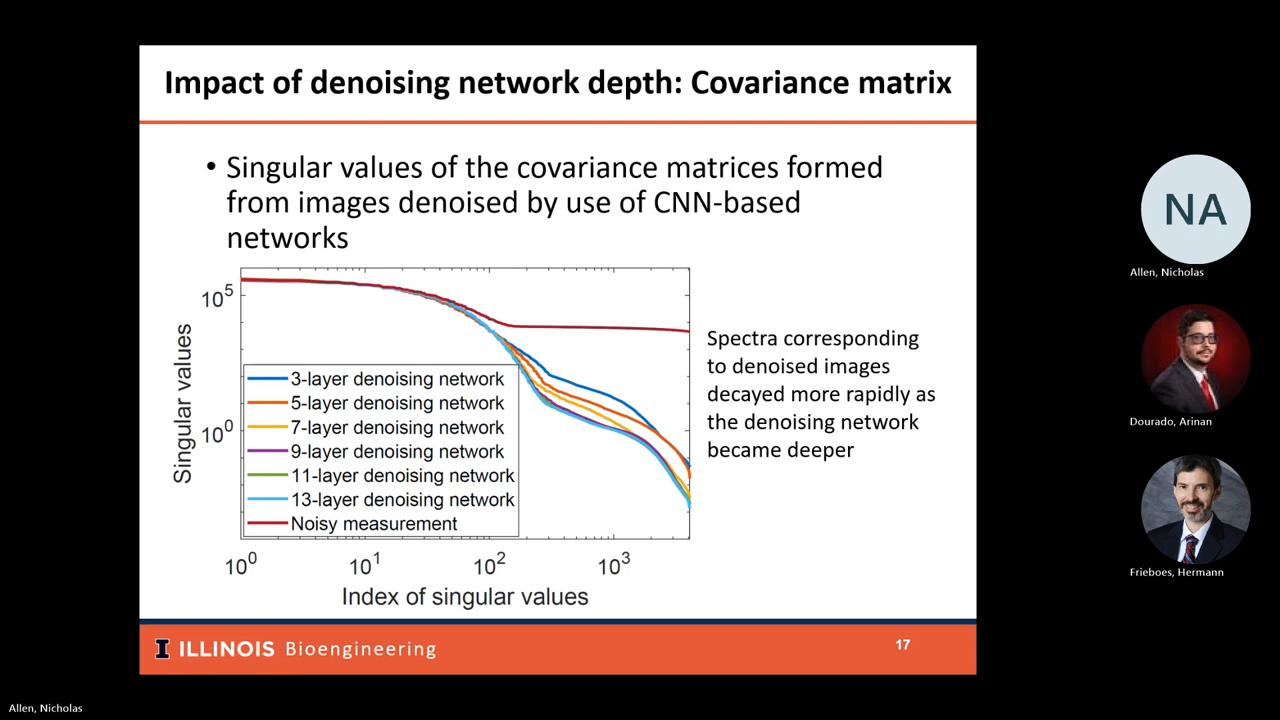 Impact of denoising network depth: Covariance matrix
• Singular values of the covariance matrices formed
from images denoised by use of CNN-based
networks
10^5
10^0
Singular values
3-layer denoising network
5-layer denoising network
7-layer denoising network
9-layer denoising network
11-layer denoising network
13-layer denoising network
Noisy measurement
10^0 10^1 10^2 10^3
Index of singular values
Spectra corresponding
to denoised images
decayed more rapidly as
the denoising network
became deeper
I ILLINOIS Bioengineering
17
NA
Allen, Nicholas
Dourado, Arinan
Frieboes, Hermann
Allen, Nicholas